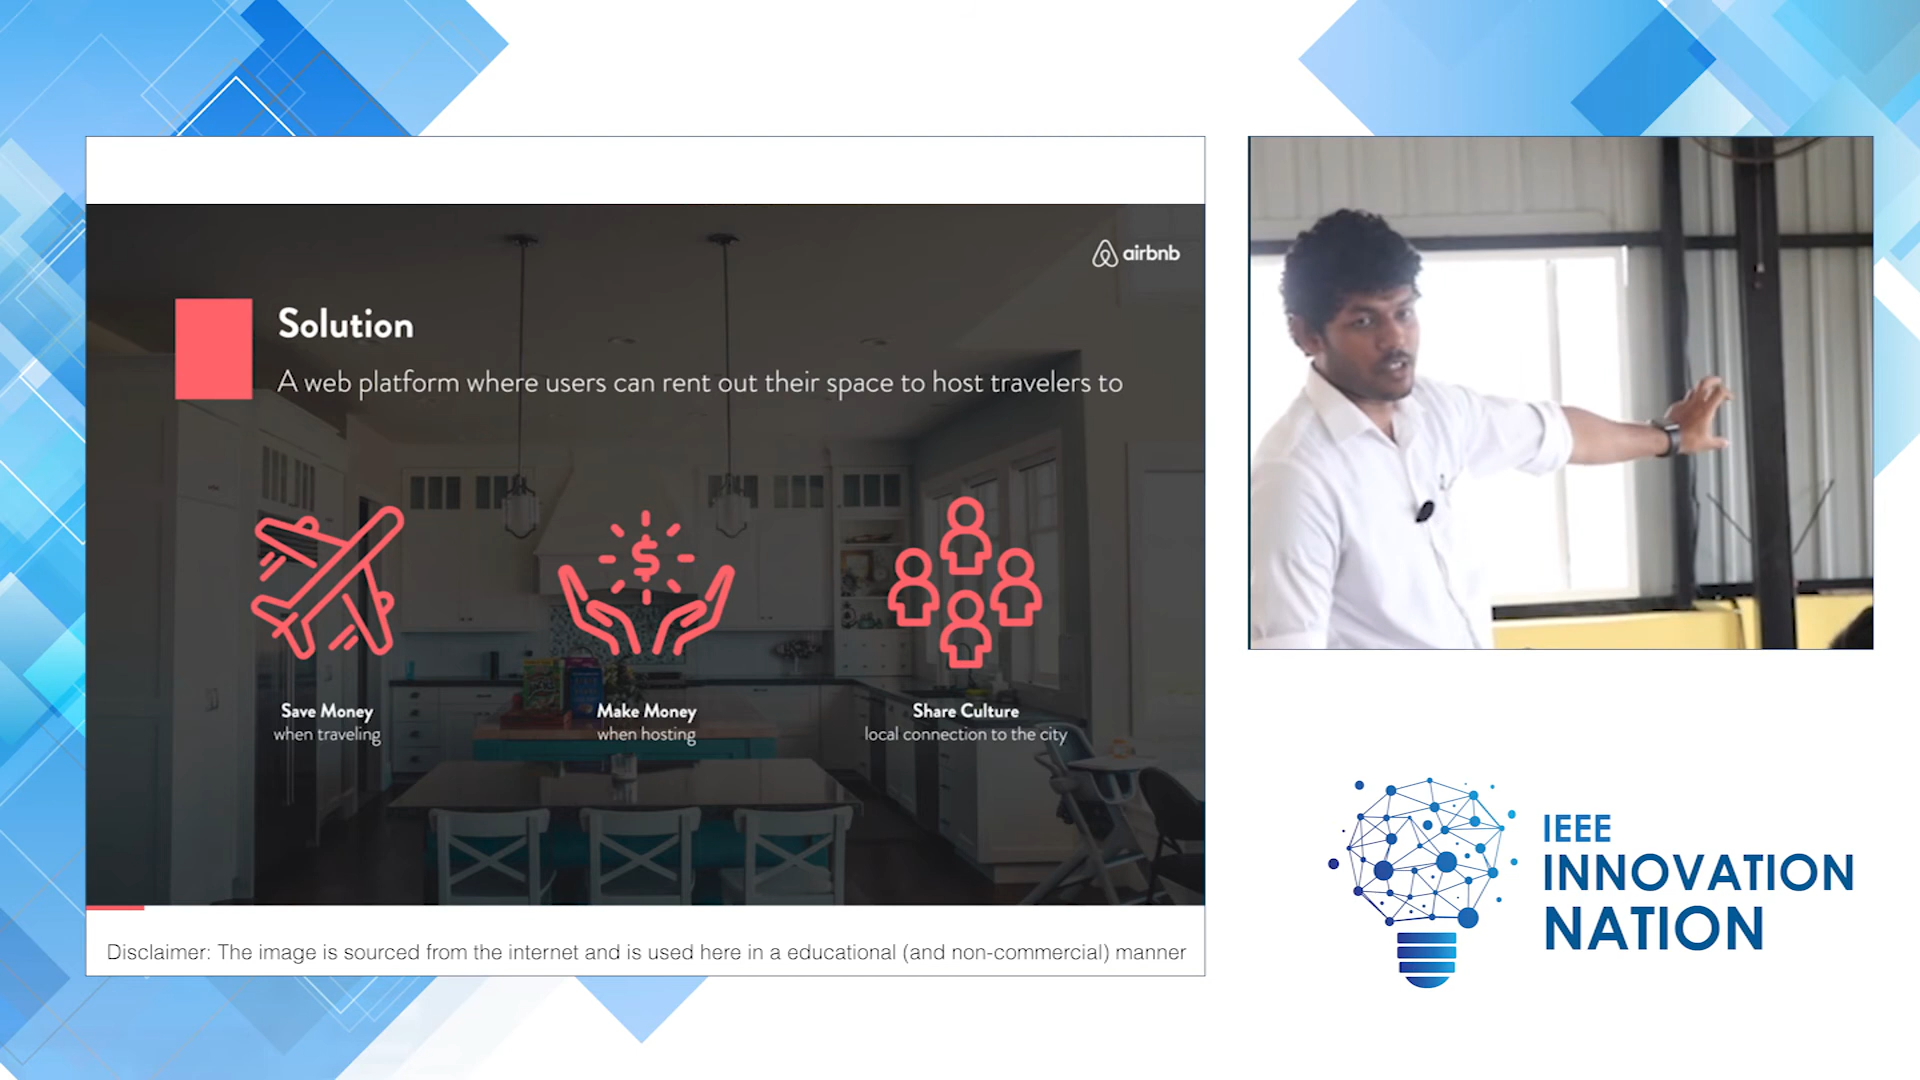 airbnb
Solution
A web platform where users can rent out their space to host travelers to
$
Save Money
when traveling
Make Money
when hosting
Share Culture
local connection to the city
Disclaimer: The image is sourced from the internet and is used here in a educational (and non-commercial) manner
IEEE
INNOVATION
NATION